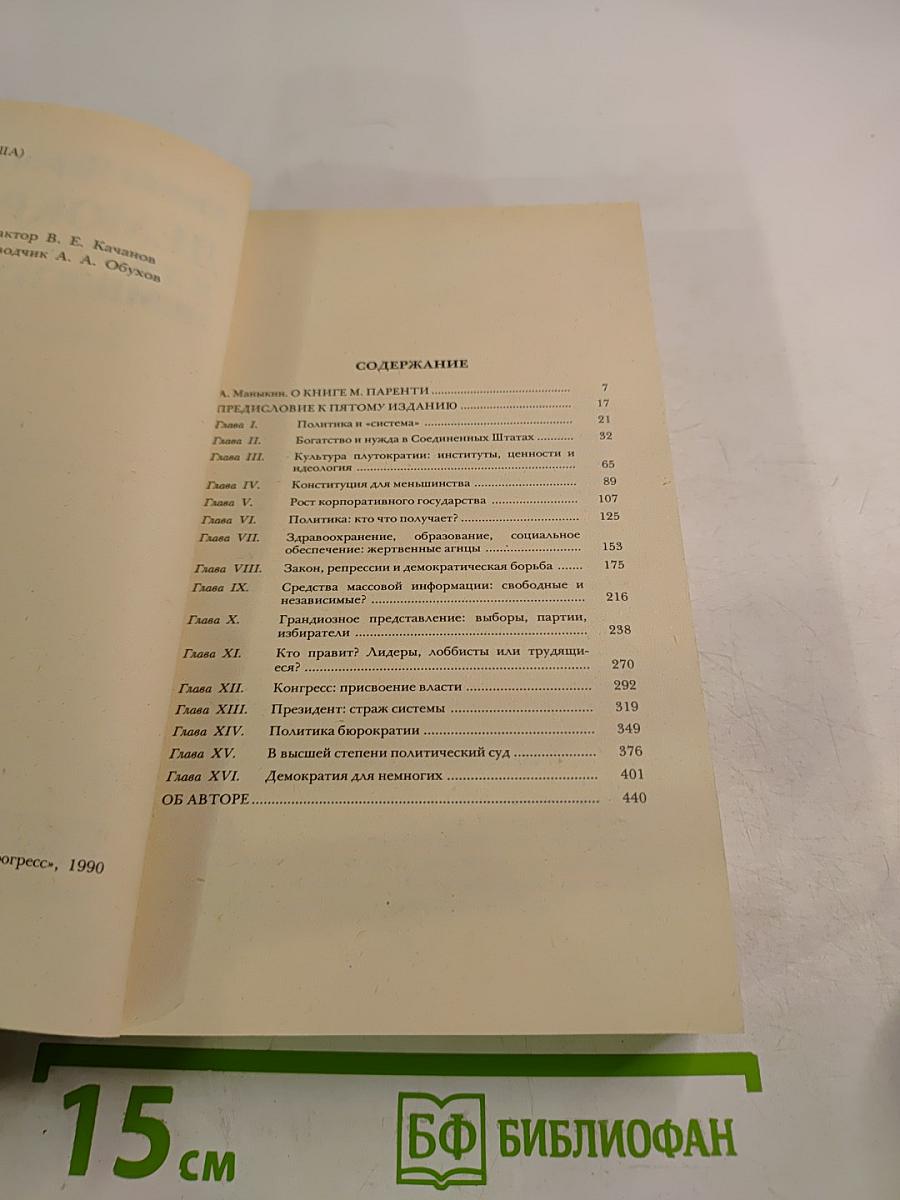 США)
актор В. Е. Качанов
водчик А. А. Обухов
рогресс», 1990
СОДЕРЖАНИЕ
А. Маныкин. О КНИГЕ М. ПАРЕНТИ ........ 7
ПРЕДИСЛОВИЕ К ПЯТОМУ ИЗДАНИЮ ........ 17
Глава I. Политика и «система» ........ 21
Глава II. Богатство и нужда в Соединенных Штатах ........ 32
Глава III. Культура плутократии: институты, ценности и
идеология ........ 65
Глава IV. Конституция для меньшинства ........ 89
Глава V. Рост корпоративного государства ........ 107
Глава VI. Политика: кто что получает? ........ 125
Глава VII. Здравоохранение, образование, социальное
обеспечение: жертвенные агнцы ........ 153
Глава VIII. Закон, репрессии и демократическая борьба ........ 175
Глава IX. Средства массовой информации: свободные и
независимые? ........ 216
Глава X. Грандиозное представление: выборы, партии,
избиратели ........ 238
Глава XI. Кто правит? Лидеры, лоббисты или трудящи-
еся? ........ 270
Глава XII. Конгресс: присвоение власти ........ 292
Глава XIII. Президент: страж системы ........ 319
Глава XIV. Политика бюрократии ........ 349
Глава XV. В высшей степени политический суд ........ 376
Глава XVI. Демократия для немногих ........ 401
ОБ АВТОРЕ ........ 440
15 см
БФ БИБЛИОФАН